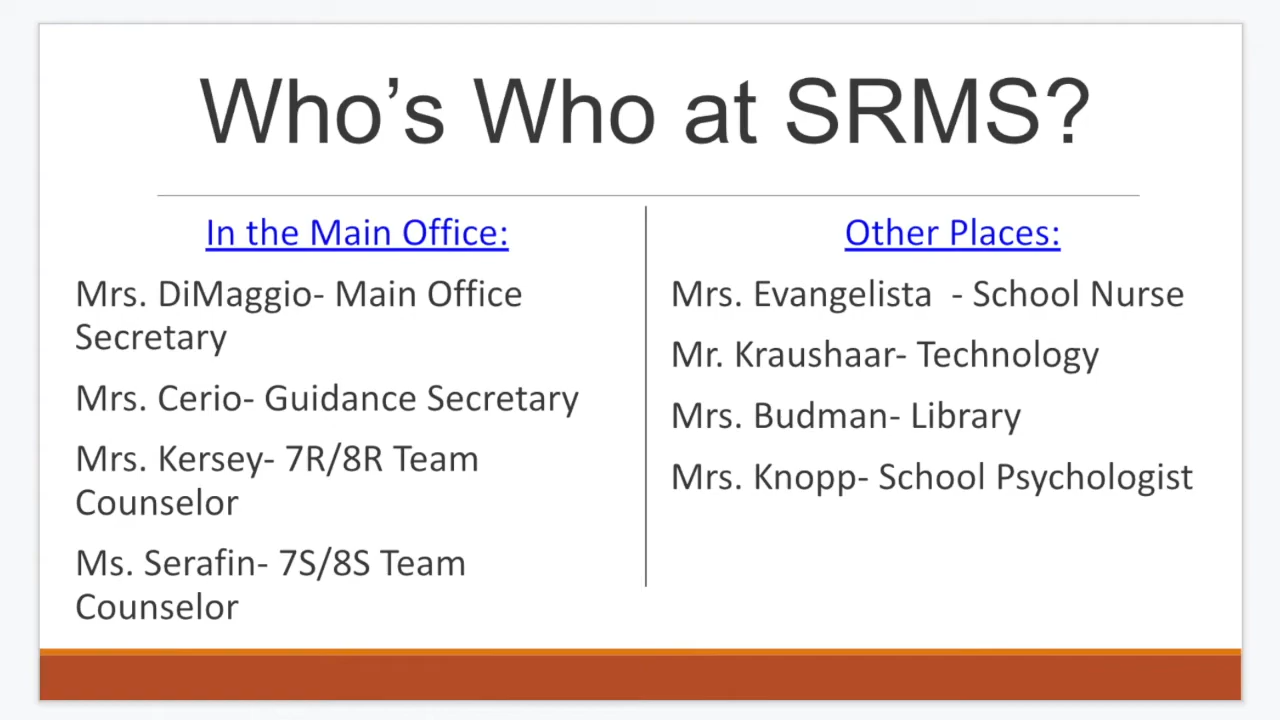 Who’s Who at SRMS?
In the Main Office:
Mrs. DiMaggio- Main Office
Secretary
Mrs. Cerio- Guidance Secretary
Mrs. Kersey- 7R/8R Team
Counselor
Ms. Serafin- 7S/8S Team
Counselor
Other Places:
Mrs. Evangelista  - School Nurse
Mr. Kraushaar- Technology
Mrs. Budman- Library
Mrs. Knopp- School Psychologist